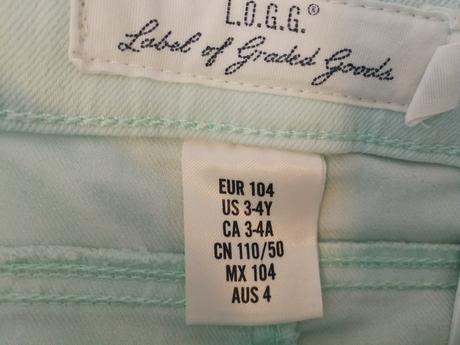 L.O.G.G.®
Label of Graded Goods
EUR 104
US 3-4Y
CA 3-4A
CN 110/50
MX 104
AUS 4